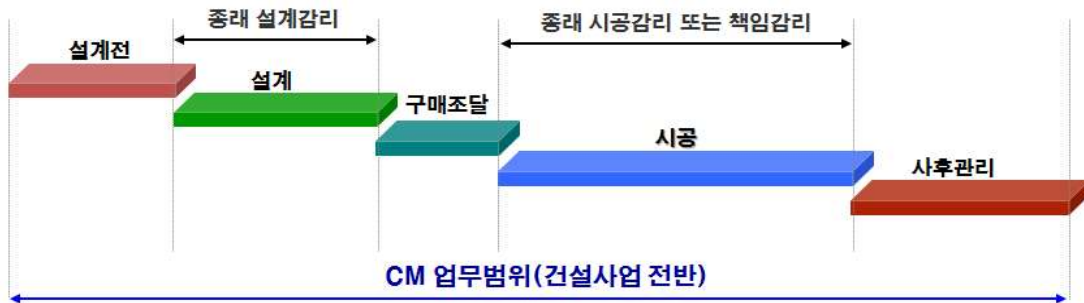 종래 설계감리
종래 시공감리 또는 책임감리
설계전
설계
구매조달
시공
사후관리
CM 업무범위(건설사업 전반)